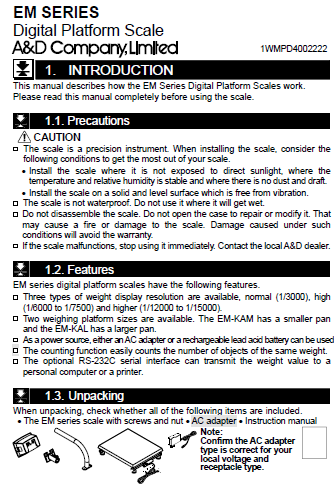 EM SERIES
Digital Platform Scale
A&D Company,Limited
1WMPD4002222
1. INTRODUCTION
This manual describes how the EM Series Digital Platform Scales work.
Please read this manual completely before using the scale.
1.1. Precautions
CAUTION
The scale is a precision instrument. When installing the scale, consider the
following conditions to get the most out of your scale.
• Install the scale where it is not exposed to direct sunlight, where the
temperature and relative humidity is stable and where there is no dust and draft.
• Install the scale on a solid and level surface which is free from vibration.
The scale is not waterproof. Do not use it where it will get wet.
Do not disassemble the scale. Do not open the case to repair or modify it. That
may cause a fire or damage to the scale. Damage caused under such
conditions will avoid the warranty.
If the scale malfunctions, stop using it immediately. Contact the local A&D dealer.
1.2. Features
EM series digital platform scales have the following features.
Three types of weight display resolution are available, normal (1/3000), high
(1/6000 to 1/7500) and higher (1/12000 to 1/15000).
Two weighing platform sizes are available. The EM-KAM has a smaller pan
and the EM-KAL has a larger pan.
As a power source, either an AC adapter or a rechargeable lead acid battery can be used
The counting function easily counts the number of objects of the same weight.
The optional RS-232C serial interface can transmit the weight value to a
personal computer or a printer.
1.3. Unpacking
When unpacking, check whether all of the following items are included.
• The EM series scale with screws and nut • AC adapter • Instruction manual
Note:
Confirm the AC adapter
type is correct for your
local voltage and
receptacle type.